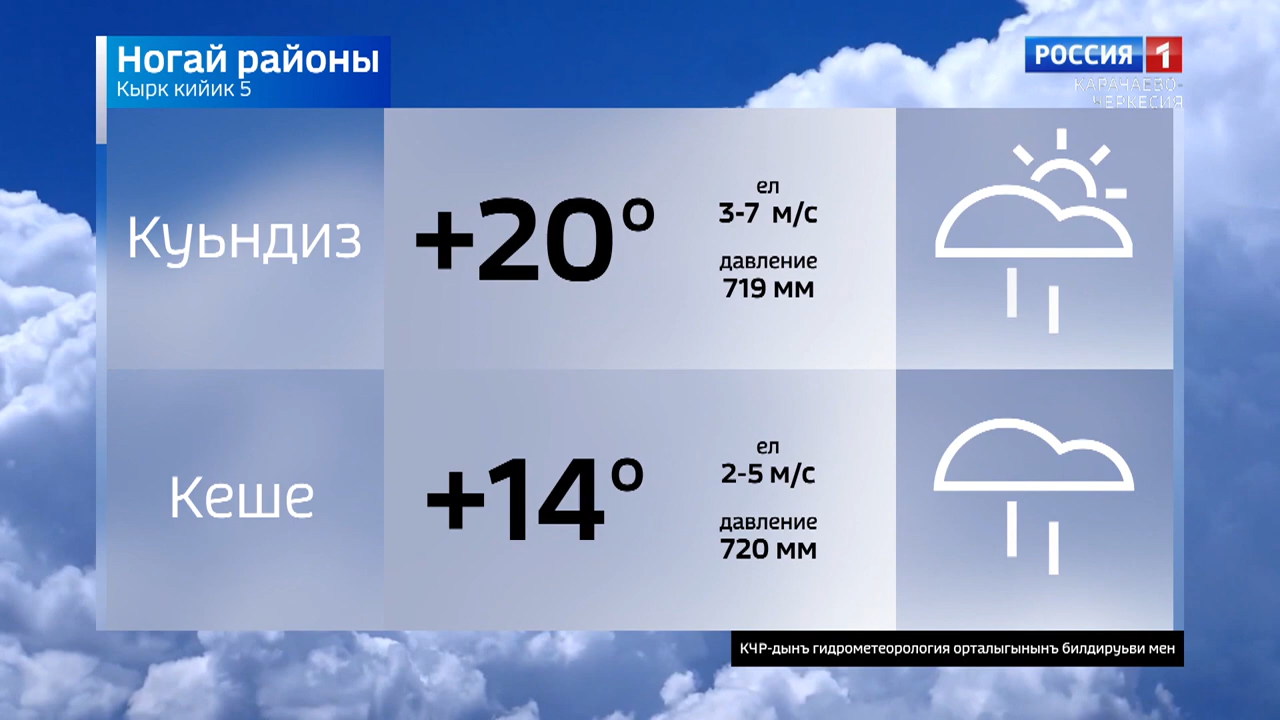 Ногай районы
Кырк кийик 5
РОССИЯ 1
КАРАЧАЕВО-
ЧЕРКЕСИЯ
Куьндиз
+20°
ел
3-7 м/с
давление
719 мм
Кеше
+14°
ел
2-5 м/с
давление
720 мм
КЧР-дынъ гидрометеорология орталыгынынъ билдируьви мен